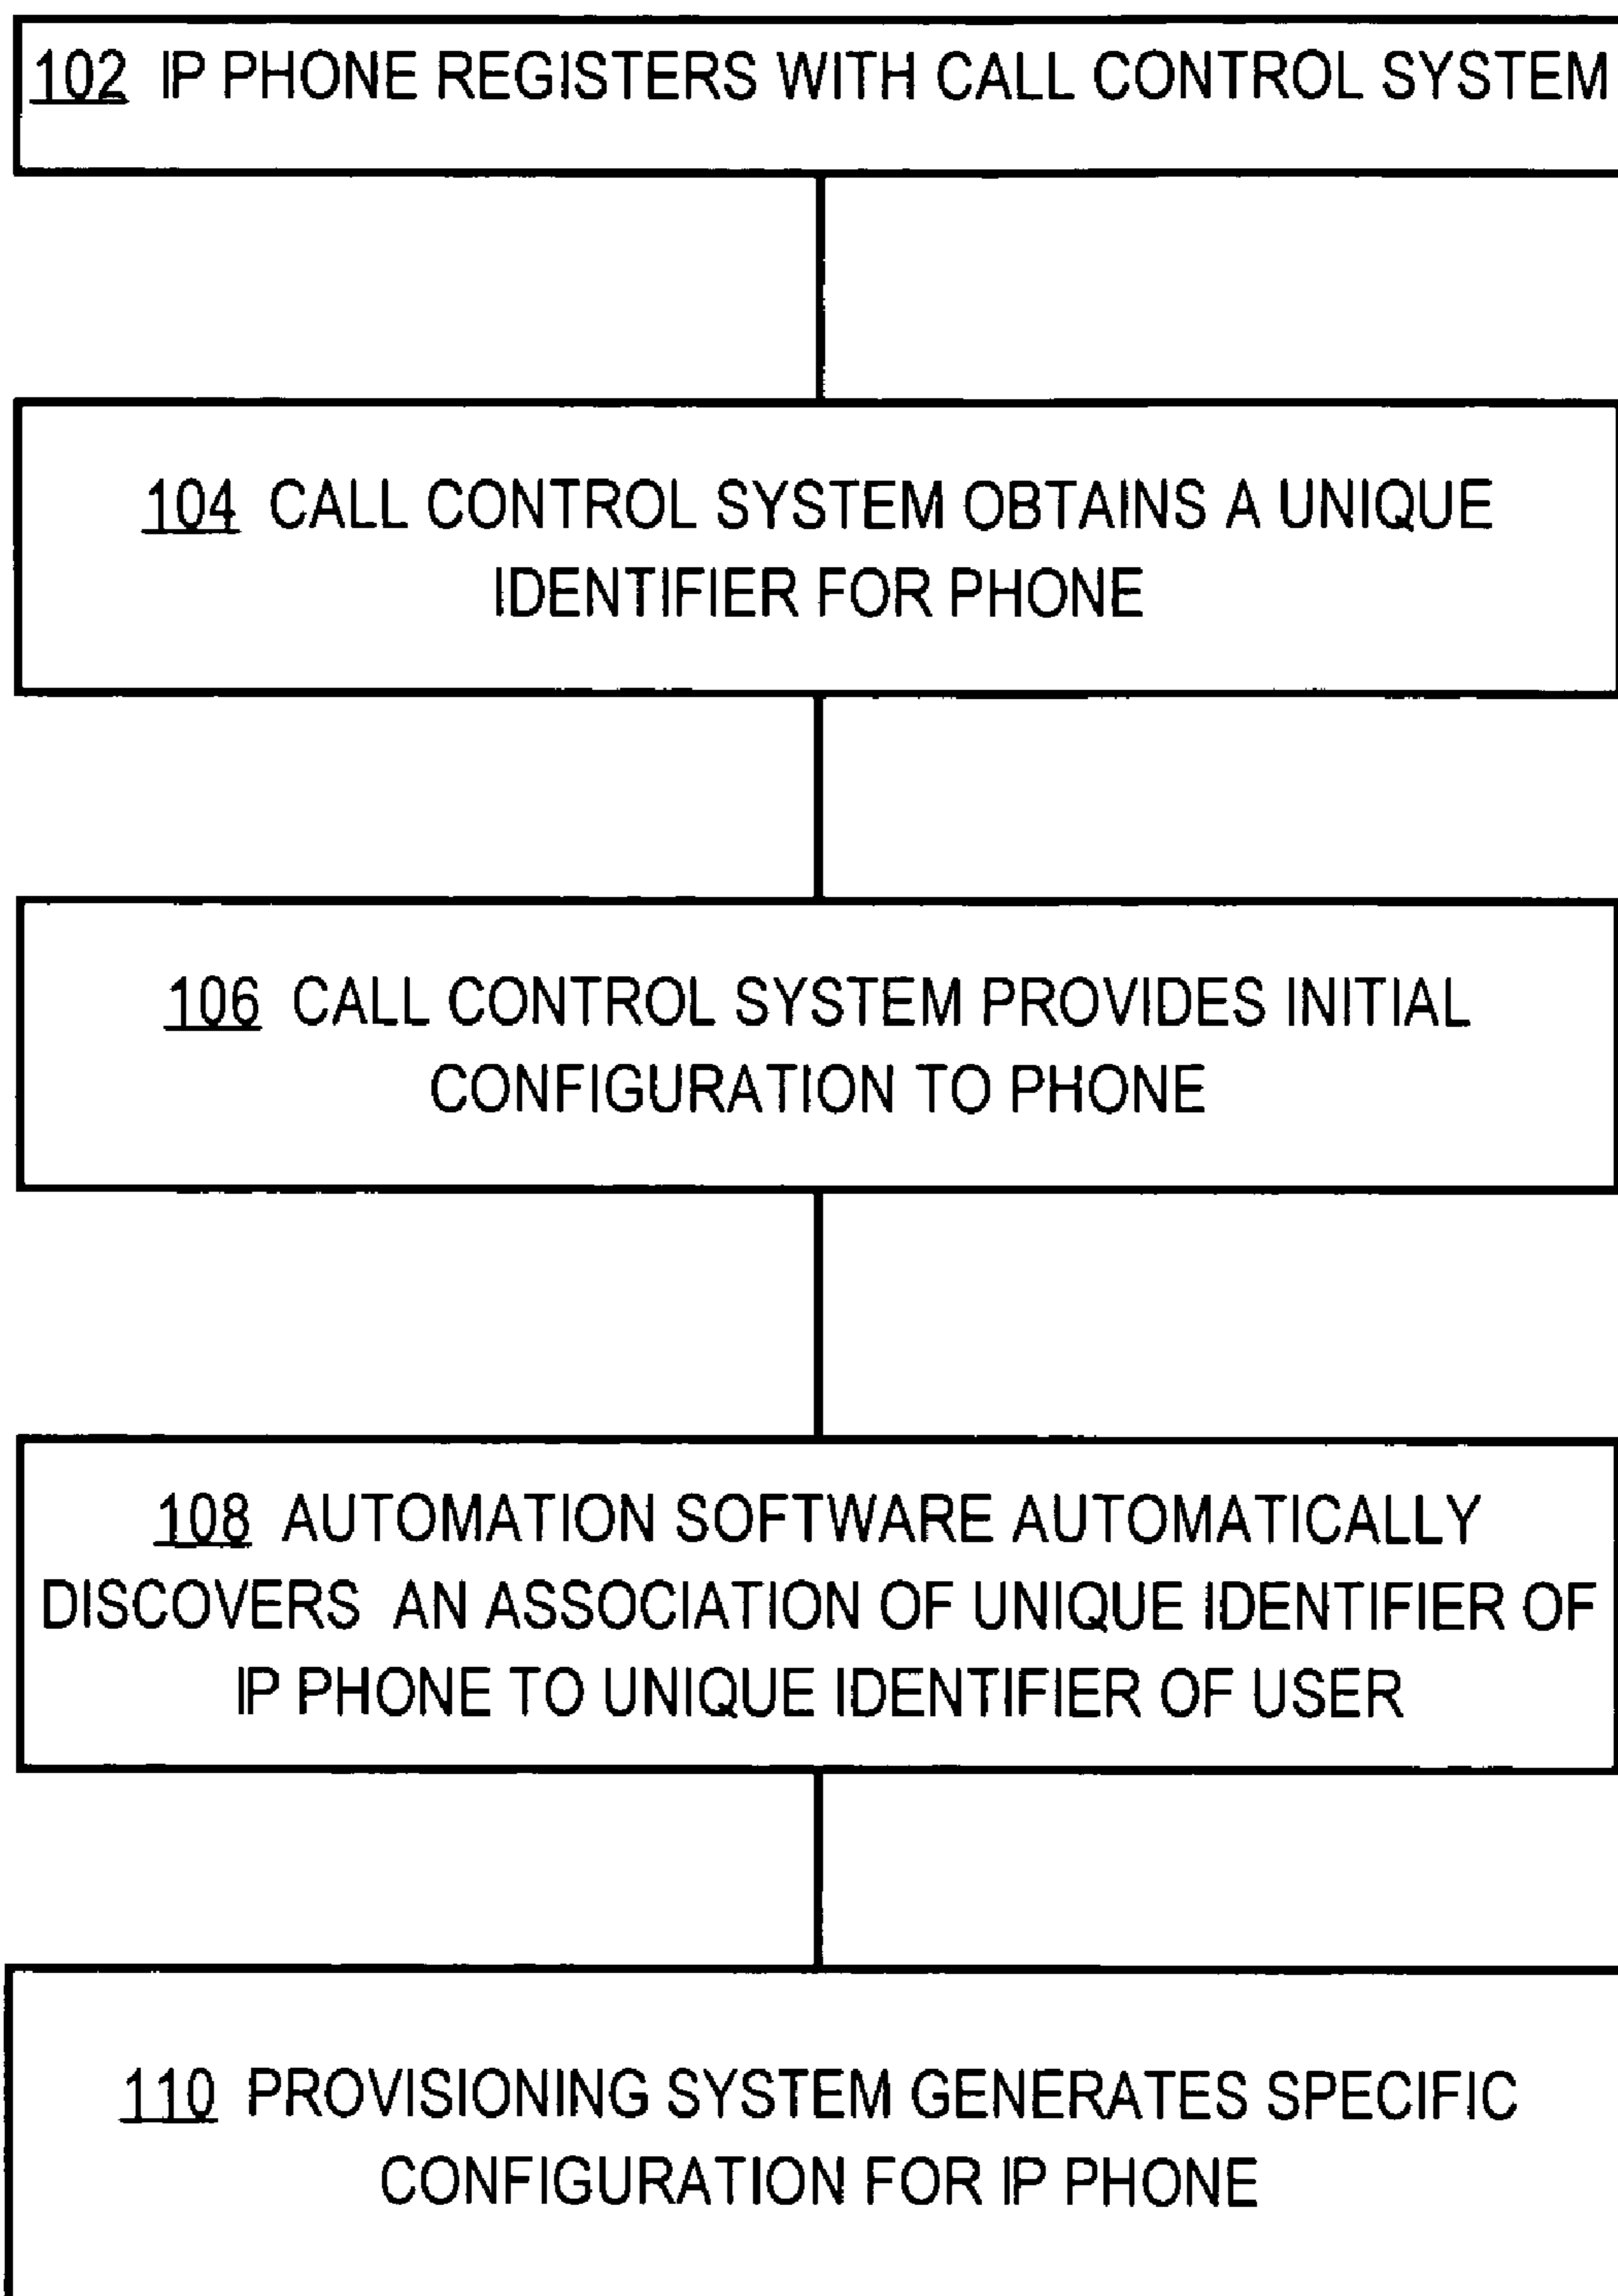 102 IP PHONE REGISTERS WITH CALL CONTROL SYSTEM
104 CALL CONTROL SYSTEM OBTAINS A UNIQUE
IDENTIFIER FOR PHONE
106 CALL CONTROL SYSTEM PROVIDES INITIAL
CONFIGURATION TO PHONE
108 AUTOMATION SOFTWARE AUTOMATICALLY
DISCOVERS AN ASSOCIATION OF UNIQUE IDENTIFIER OF
IP PHONE TO UNIQUE IDENTIFIER OF USER
110 PROVISIONING SYSTEM GENERATES SPECIFIC
CONFIGURATION FOR IP PHONE